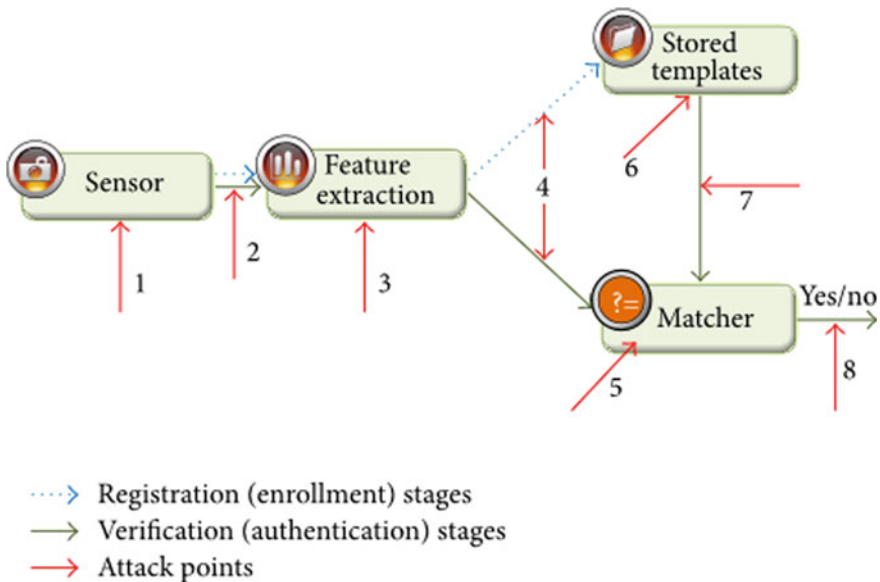 Stored
templates
Sensor
Feature
extraction
4
6
7
2
1
3
?=
Matcher
Yes/no
5
8
Registration (enrollment) stages
Verification (authentication) stages
Attack points